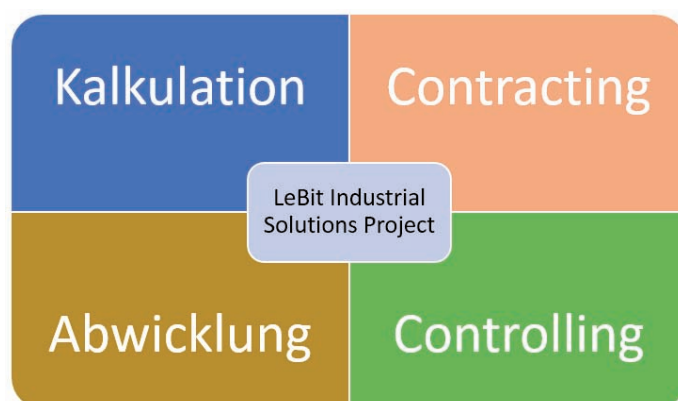 Kalkulation
Contracting
LeBit Industrial
Solutions Project
Abwicklung
Controlling